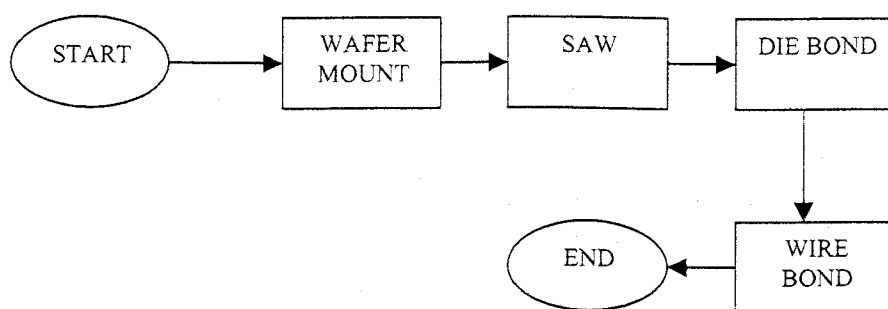 START
WAFER
MOUNT
SAW
DIE BOND
WIRE
BOND
END